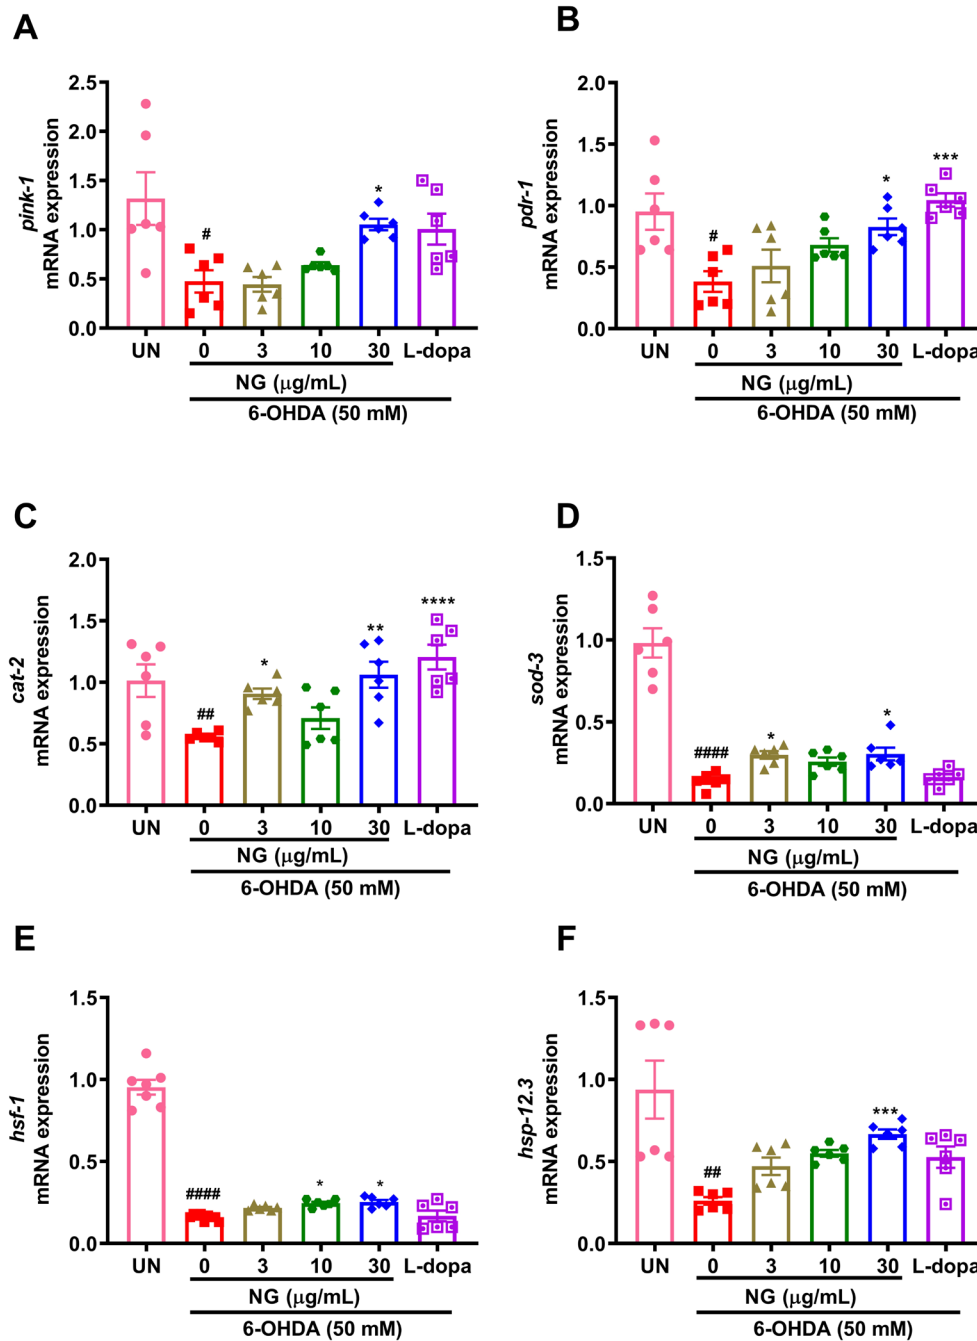 A
pink-1
mRNA expression
2.5
2.0
1.5
1.0
0.5
0.0
#
*
UN
0
3
10
30
L-dopa
NG (μg/mL)
6-OHDA (50 mM)
B
pdr-1
mRNA expression
2.0
1.5
1.0
0.5
0.0
#
*
***
UN
0
3
10
30
L-dopa
NG (μg/mL)
6-OHDA (50 mM)
C
cat-2
mRNA expression
2.0
1.5
1.0
0.5
0.0
##
*
**
****
UN
0
3
10
30
L-dopa
NG (μg/mL)
6-OHDA (50 mM)
D
sod-3
mRNA expression
1.5
1.0
0.5
0.0
####
*
*
UN
0
3
10
30
L-dopa
NG (μg/mL)
6-OHDA (50 mM)
E
hsf-1
mRNA expression
1.5
1.0
0.5
0.0
####
*
*
UN
0
3
10
30
L-dopa
NG (μg/mL)
6-OHDA (50 mM)
F
hsp-12.3
mRNA expression
1.5
1.0
0.5
0.0
##
***
UN
0
3
10
30
L-dopa
NG (μg/mL)
6-OHDA (50 mM)